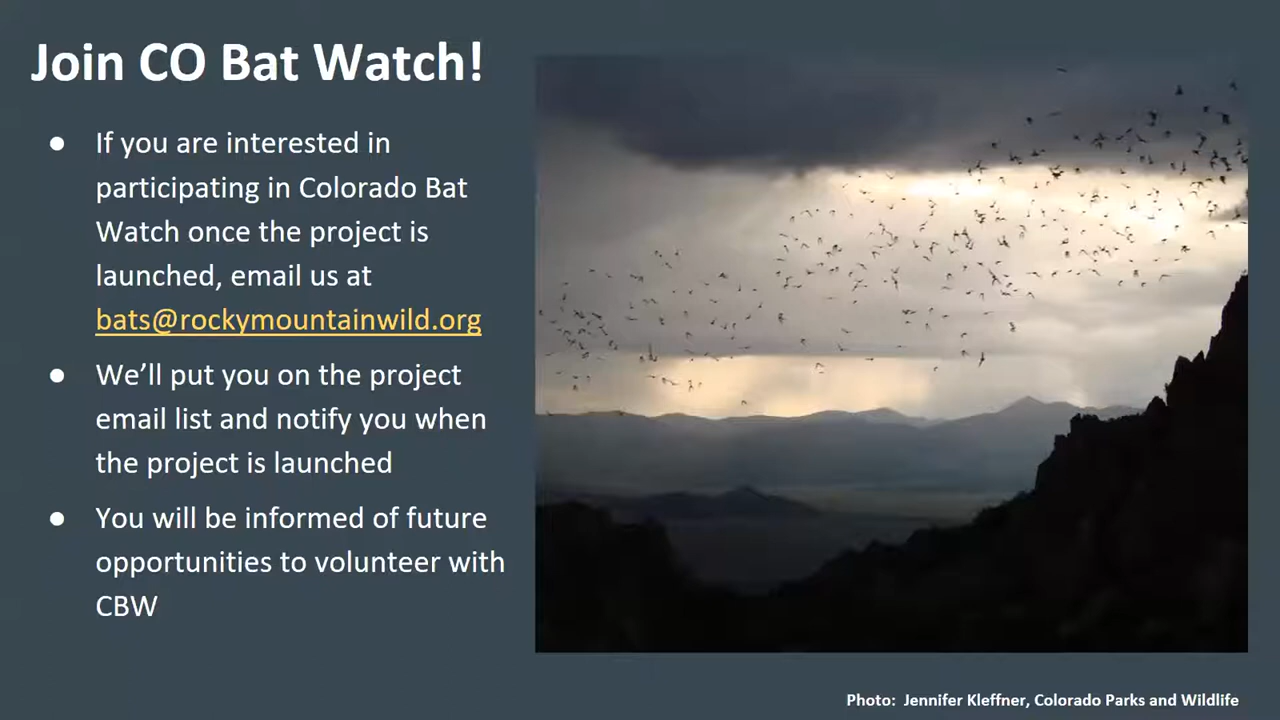 Join CO Bat Watch!
● If you are interested in
participating in Colorado Bat
Watch once the project is
launched, email us at
bats@rockymountainwild.org
● We’ll put you on the project
email list and notify you when
the project is launched
● You will be informed of future
opportunities to volunteer with
CBW
Photo: Jennifer Kleffner, Colorado Parks and Wildlife